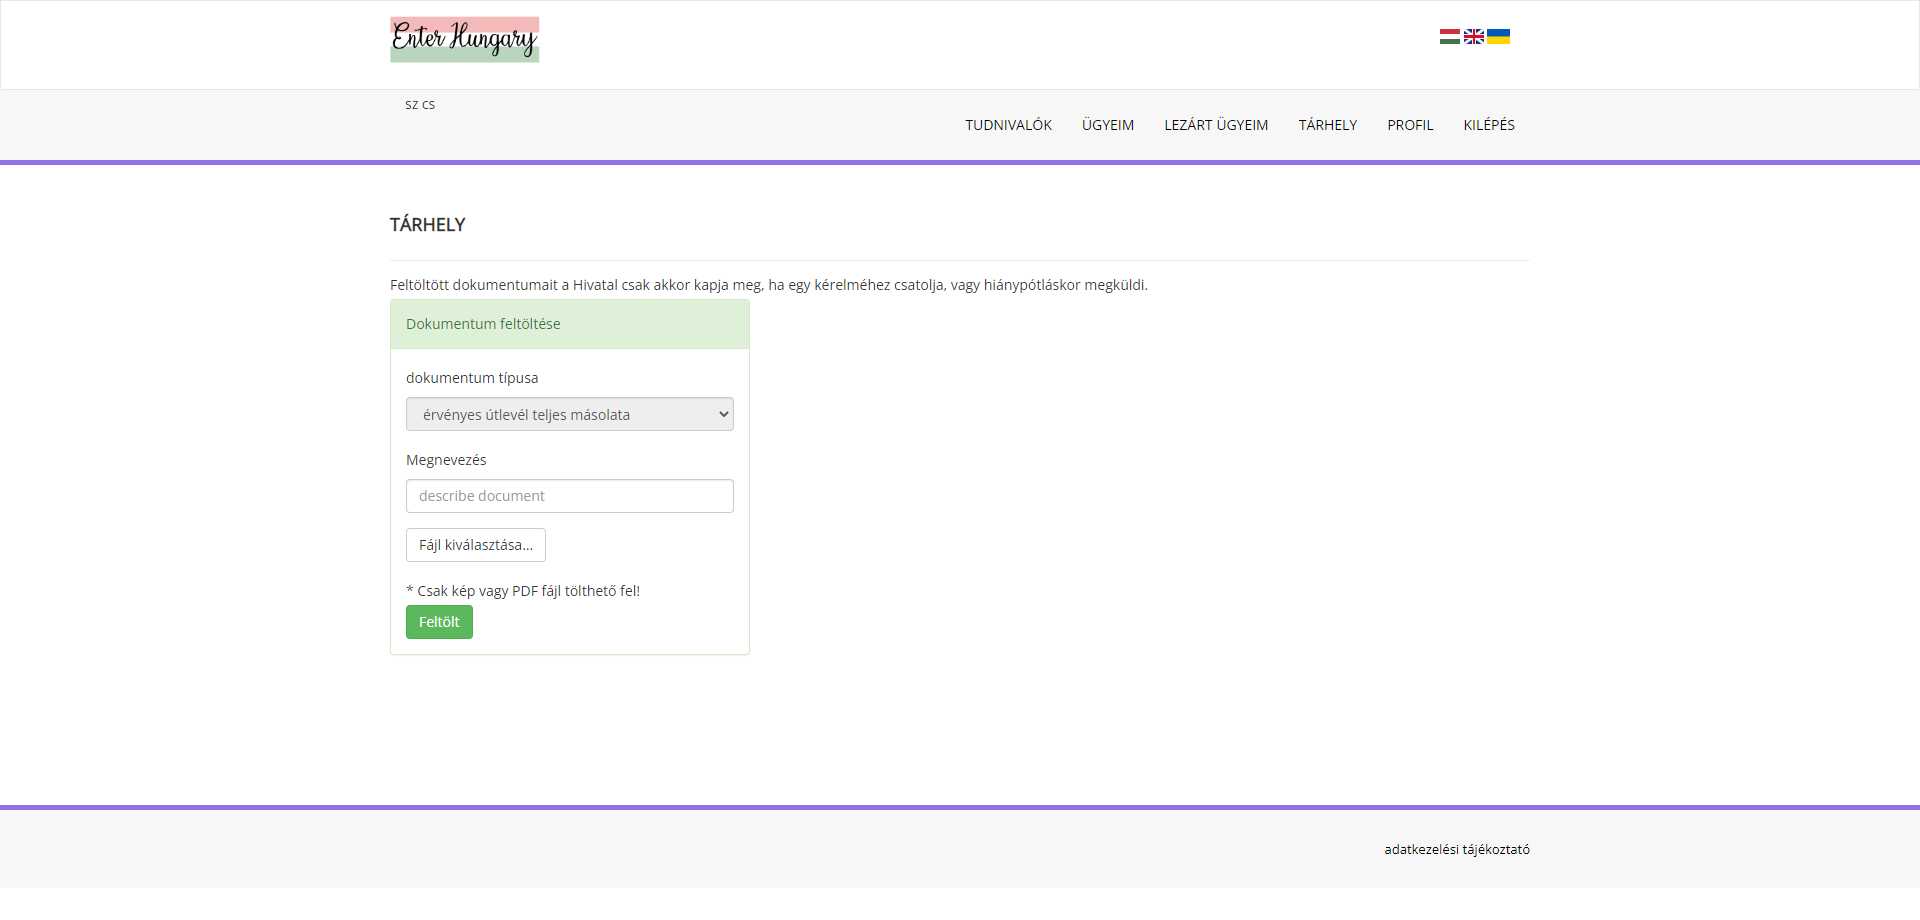 Enter Hungary
sz cs
TUDNIVALÓK ÜGYEIM LEZÁRT ÜGYEIM TÁRHELY PROFIL KILÉPÉS
TÁRHELY
Feltöltött dokumentumait a Hivatal csak akkor kapja meg, ha egy kérelméhez csatolja, vagy hiánypótláskor megküldi.
Dokumentum feltöltése
dokumentum típusa
érvényes útlevél teljes másolata
Megnevezés
describe document
Fájl kiválasztása...
* Csak kép vagy PDF fájl tölthető fel!
Feltölt
adatkezelési tájékoztató